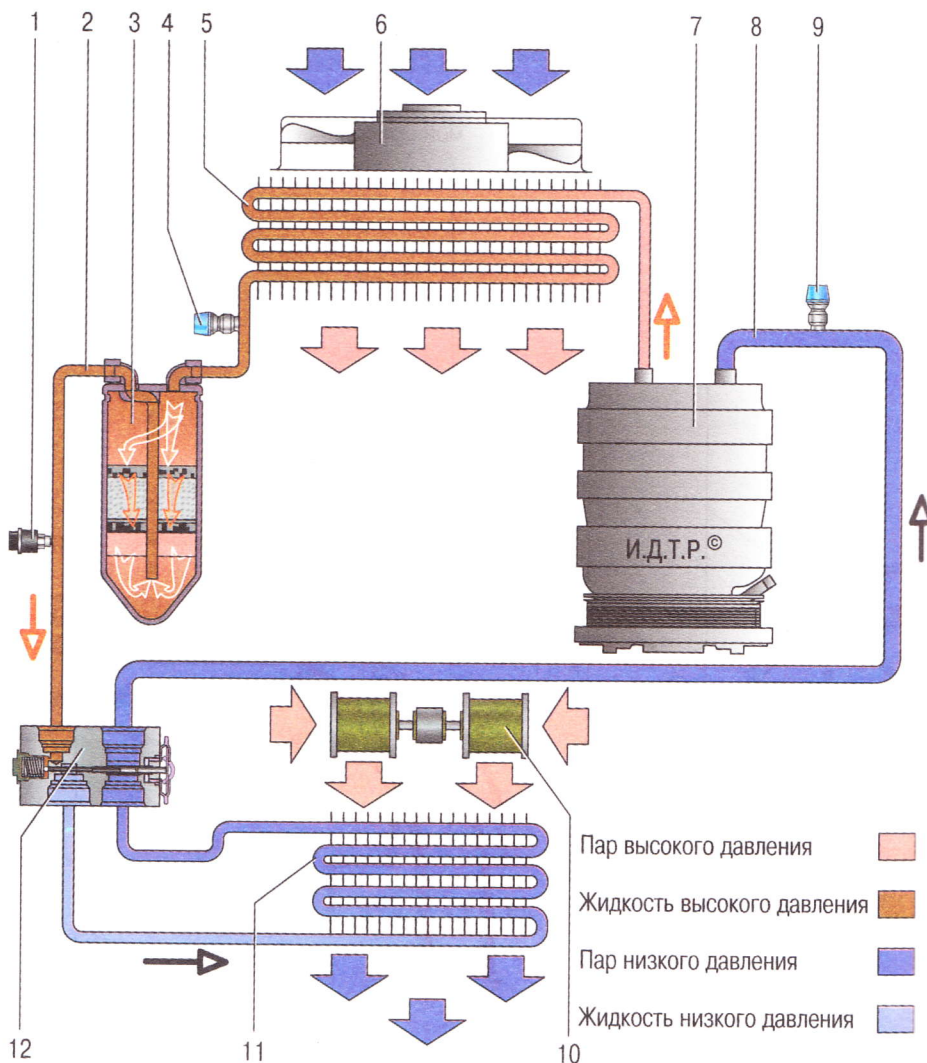 1 2 3 4 5 6 7 8 9
И.Д.Т.Р.©
Пар высокого давления
Жидкость высокого давления
Пар низкого давления
Жидкость низкого давления
12 11 10